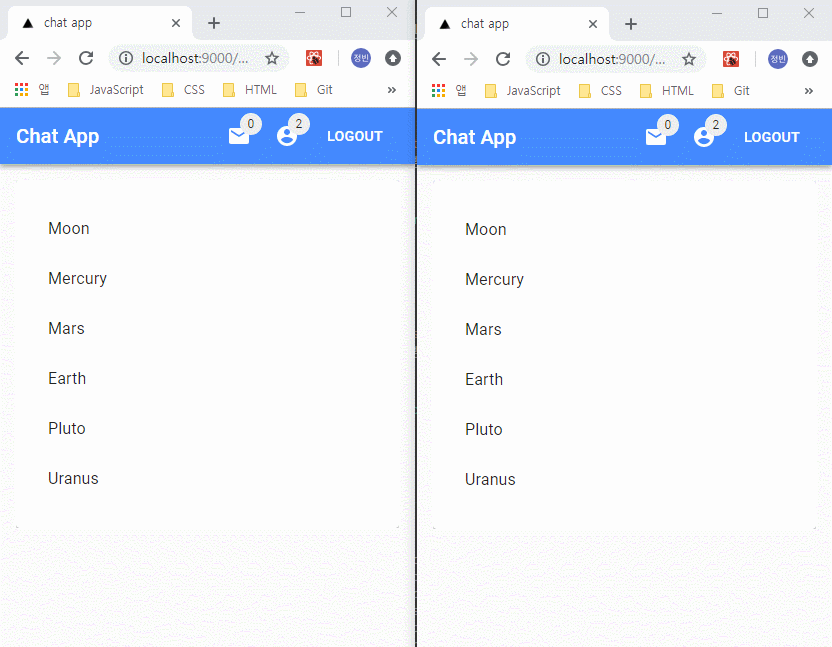 chat app
localhost:9000/...
정빈
앱 JavaScript CSS HTML Git »
Chat App 0 2 LOGOUT
Moon
Mercury
Mars
Earth
Pluto
Uranus
chat app
localhost:9000/...
정빈
앱 JavaScript CSS HTML Git »
Chat App 0 2 LOGOUT
Moon
Mercury
Mars
Earth
Pluto
Uranus